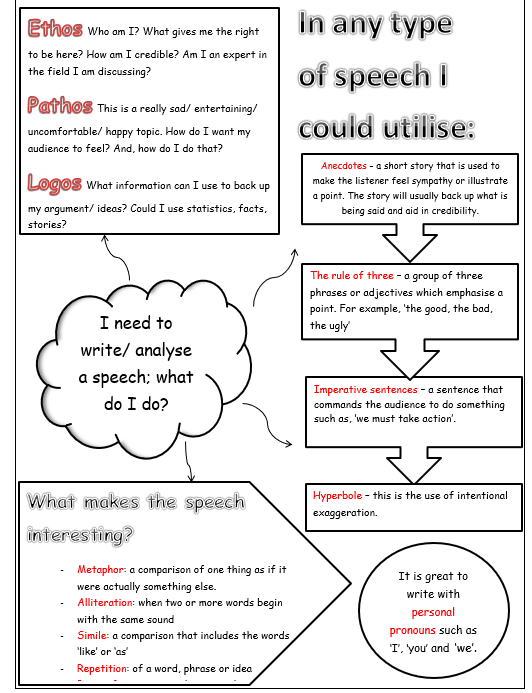 Ethos Who am I? What gives me the right
to be here? How am I credible? Am I an expert in
the field I am discussing?
Pathos This is a really sad/ entertaining/
uncomfortable/ happy topic. How do I want my
audience to feel? And, how do I do that?
Logos What information can I use to back up
my argument/ ideas? Could I use statistics, facts,
stories?
In any type
of speech I
could utilise:
Anecdotes – a short story that is used to
make the listener feel sympathy or illustrate
a point. The story will usually back up what is
being said and aid in credibility.
The rule of three – a group of three
phrases or adjectives which emphasise a
point. For example, 'the good, the bad,
the ugly'
Imperative sentences – a sentence that
commands the audience to do something
such as, 'we must take action'.
Hyperbole – this is the use of intentional
exaggeration.
I need to
write/ analyse
a speech; what
do I do?
What makes the speech
interesting?
- Metaphor: a comparison of one thing as if it
were actually something else.
- Alliteration: when two or more words begin
with the same sound
- Simile: a comparison that includes the words
'like' or 'as'
- Repetition: of a word, phrase or idea
It is great to
write with
personal
pronouns such as
'I', 'you' and 'we'.